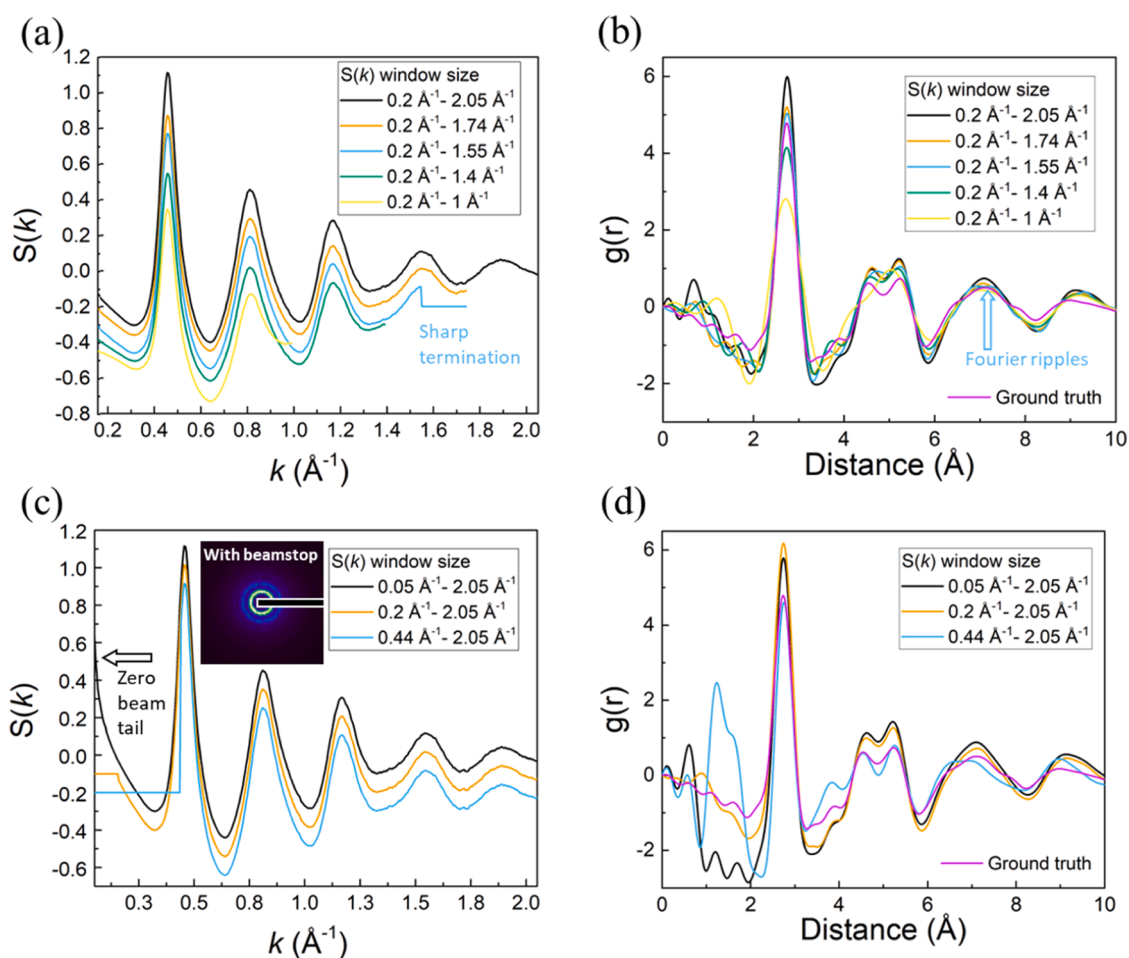 (a)
S(k) window size
0.2 Å⁻¹- 2.05 Å⁻¹
0.2 Å⁻¹- 1.74 Å⁻¹
0.2 Å⁻¹- 1.55 Å⁻¹
0.2 Å⁻¹- 1.4 Å⁻¹
0.2 Å⁻¹- 1 Å⁻¹
Sharp
termination
S(k)
1.2
1.0
0.8
0.6
0.4
0.2
0.0
-0.2
-0.4
-0.6
-0.8
0.2 0.4 0.6 0.8 1.0 1.2 1.4 1.6 1.8 2.0
k (Å⁻¹)
(b)
S(k) window size
0.2 Å⁻¹- 2.05 Å⁻¹
0.2 Å⁻¹- 1.74 Å⁻¹
0.2 Å⁻¹- 1.55 Å⁻¹
0.2 Å⁻¹- 1.4 Å⁻¹
0.2 Å⁻¹- 1 Å⁻¹
Fourier ripples
Ground truth
g(r)
6
4
2
0
-2
0 2 4 6 8 10
Distance (Å)
(c)
With beamstop
S(k) window size
0.05 Å⁻¹- 2.05 Å⁻¹
0.2 Å⁻¹- 2.05 Å⁻¹
0.44 Å⁻¹- 2.05 Å⁻¹
Zero
beam
tail
S(k)
1.2
1.0
0.8
0.6
0.4
0.2
0.0
-0.2
-0.4
-0.6
0.3 0.5 0.8 1.0 1.3 1.5 1.7 2.0
k (Å⁻¹)
(d)
S(k) window size
0.05 Å⁻¹- 2.05 Å⁻¹
0.2 Å⁻¹- 2.05 Å⁻¹
0.44 Å⁻¹- 2.05 Å⁻¹
Ground truth
g(r)
6
4
2
0
-2
0 2 4 6 8 10
Distance (Å)